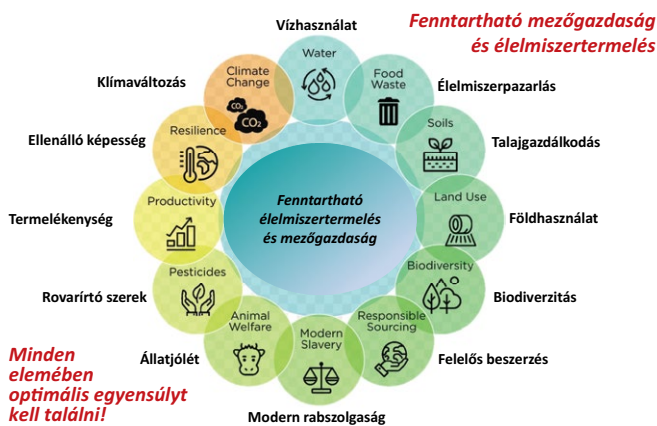 Fenntartható mezőgazdaság
és élelmiszertermelés
Vízhasználat
Water
Food
Waste
Élelmiszerpazarlás
Soils
Talajgazdálkodás
Land Use
Földhasználat
Biodiversity
Biodiverzitás
Responsible
Sourcing
Felelős beszerzés
Modern
Slavery
Modern rabszolgaság
Animal
Welfare
Állatjólét
Pesticides
Rovarírtó szerek
Productivity
Termelékenység
Resilience
Ellenálló képesség
Climate
Change
CO₂
CO₂
Klímaváltozás
Fenntartható
élelmiszertermelés
és mezőgazdaság
Minden
elemében
optimális egyensúlyt
kell találni!